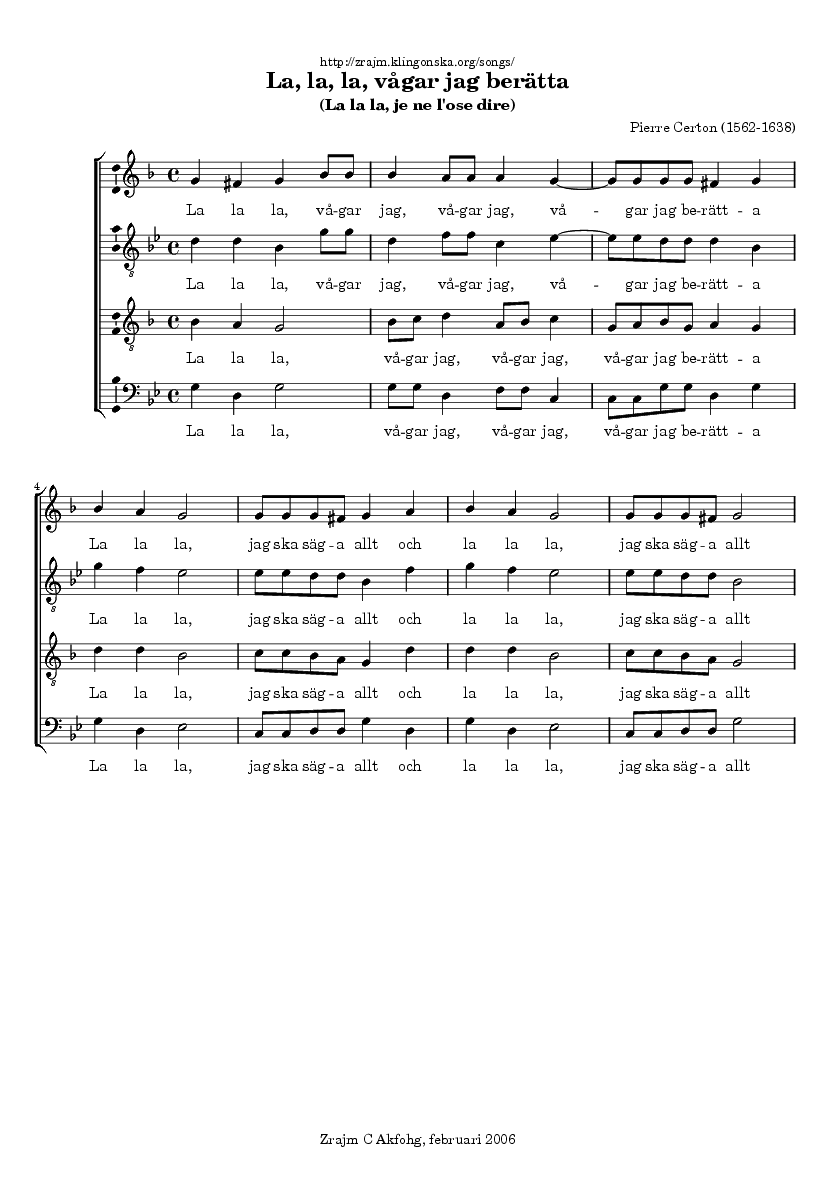 http://zrajm.klingonska.org/songs/
La, la, la, vågar jag berätta
(La la la, je ne l'ose dire)
Pierre Certon (1562-1638)
La la la, vå-gar jag, vå-gar jag, vå - gar jag be-rätt - a
8
La la la, vå-gar jag, vå-gar jag, vå - gar jag be-rätt - a
8
La la la, vå-gar jag, vå-gar jag, vå-gar jag be-rätt - a
La la la, vå-gar jag, vå-gar jag, vå-gar jag be-rätt - a
4
La la la, jag ska säg - a allt och la la la, jag ska säg - a allt
8
La la la, jag ska säg - a allt och la la la, jag ska säg - a allt
8
La la la, jag ska säg - a allt och la la la, jag ska säg - a allt
La la la, jag ska säg - a allt och la la la, jag ska säg - a allt
Zrajm C Akfohg, februari 2006